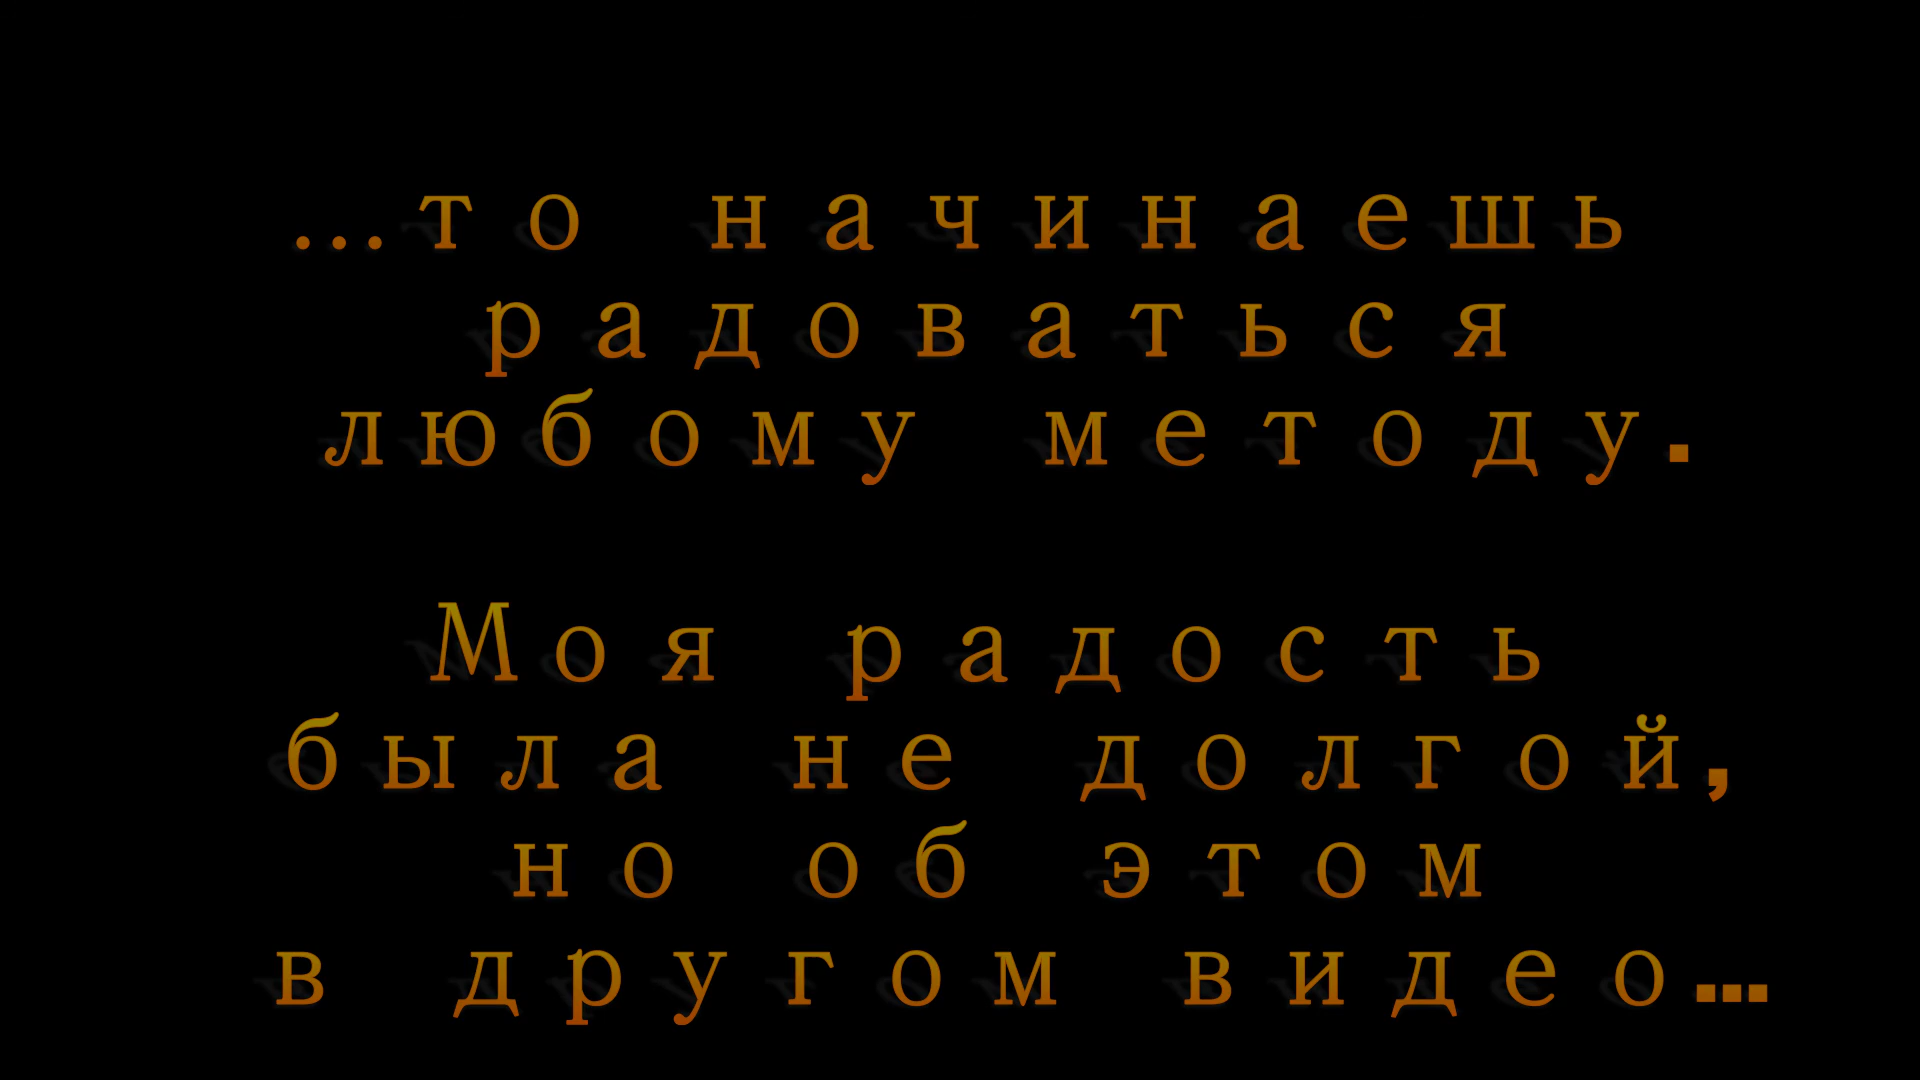 ...то начинаешь
радоваться
любому методу.
Моя радость
была не долгой,
но об этом
в другом видео...